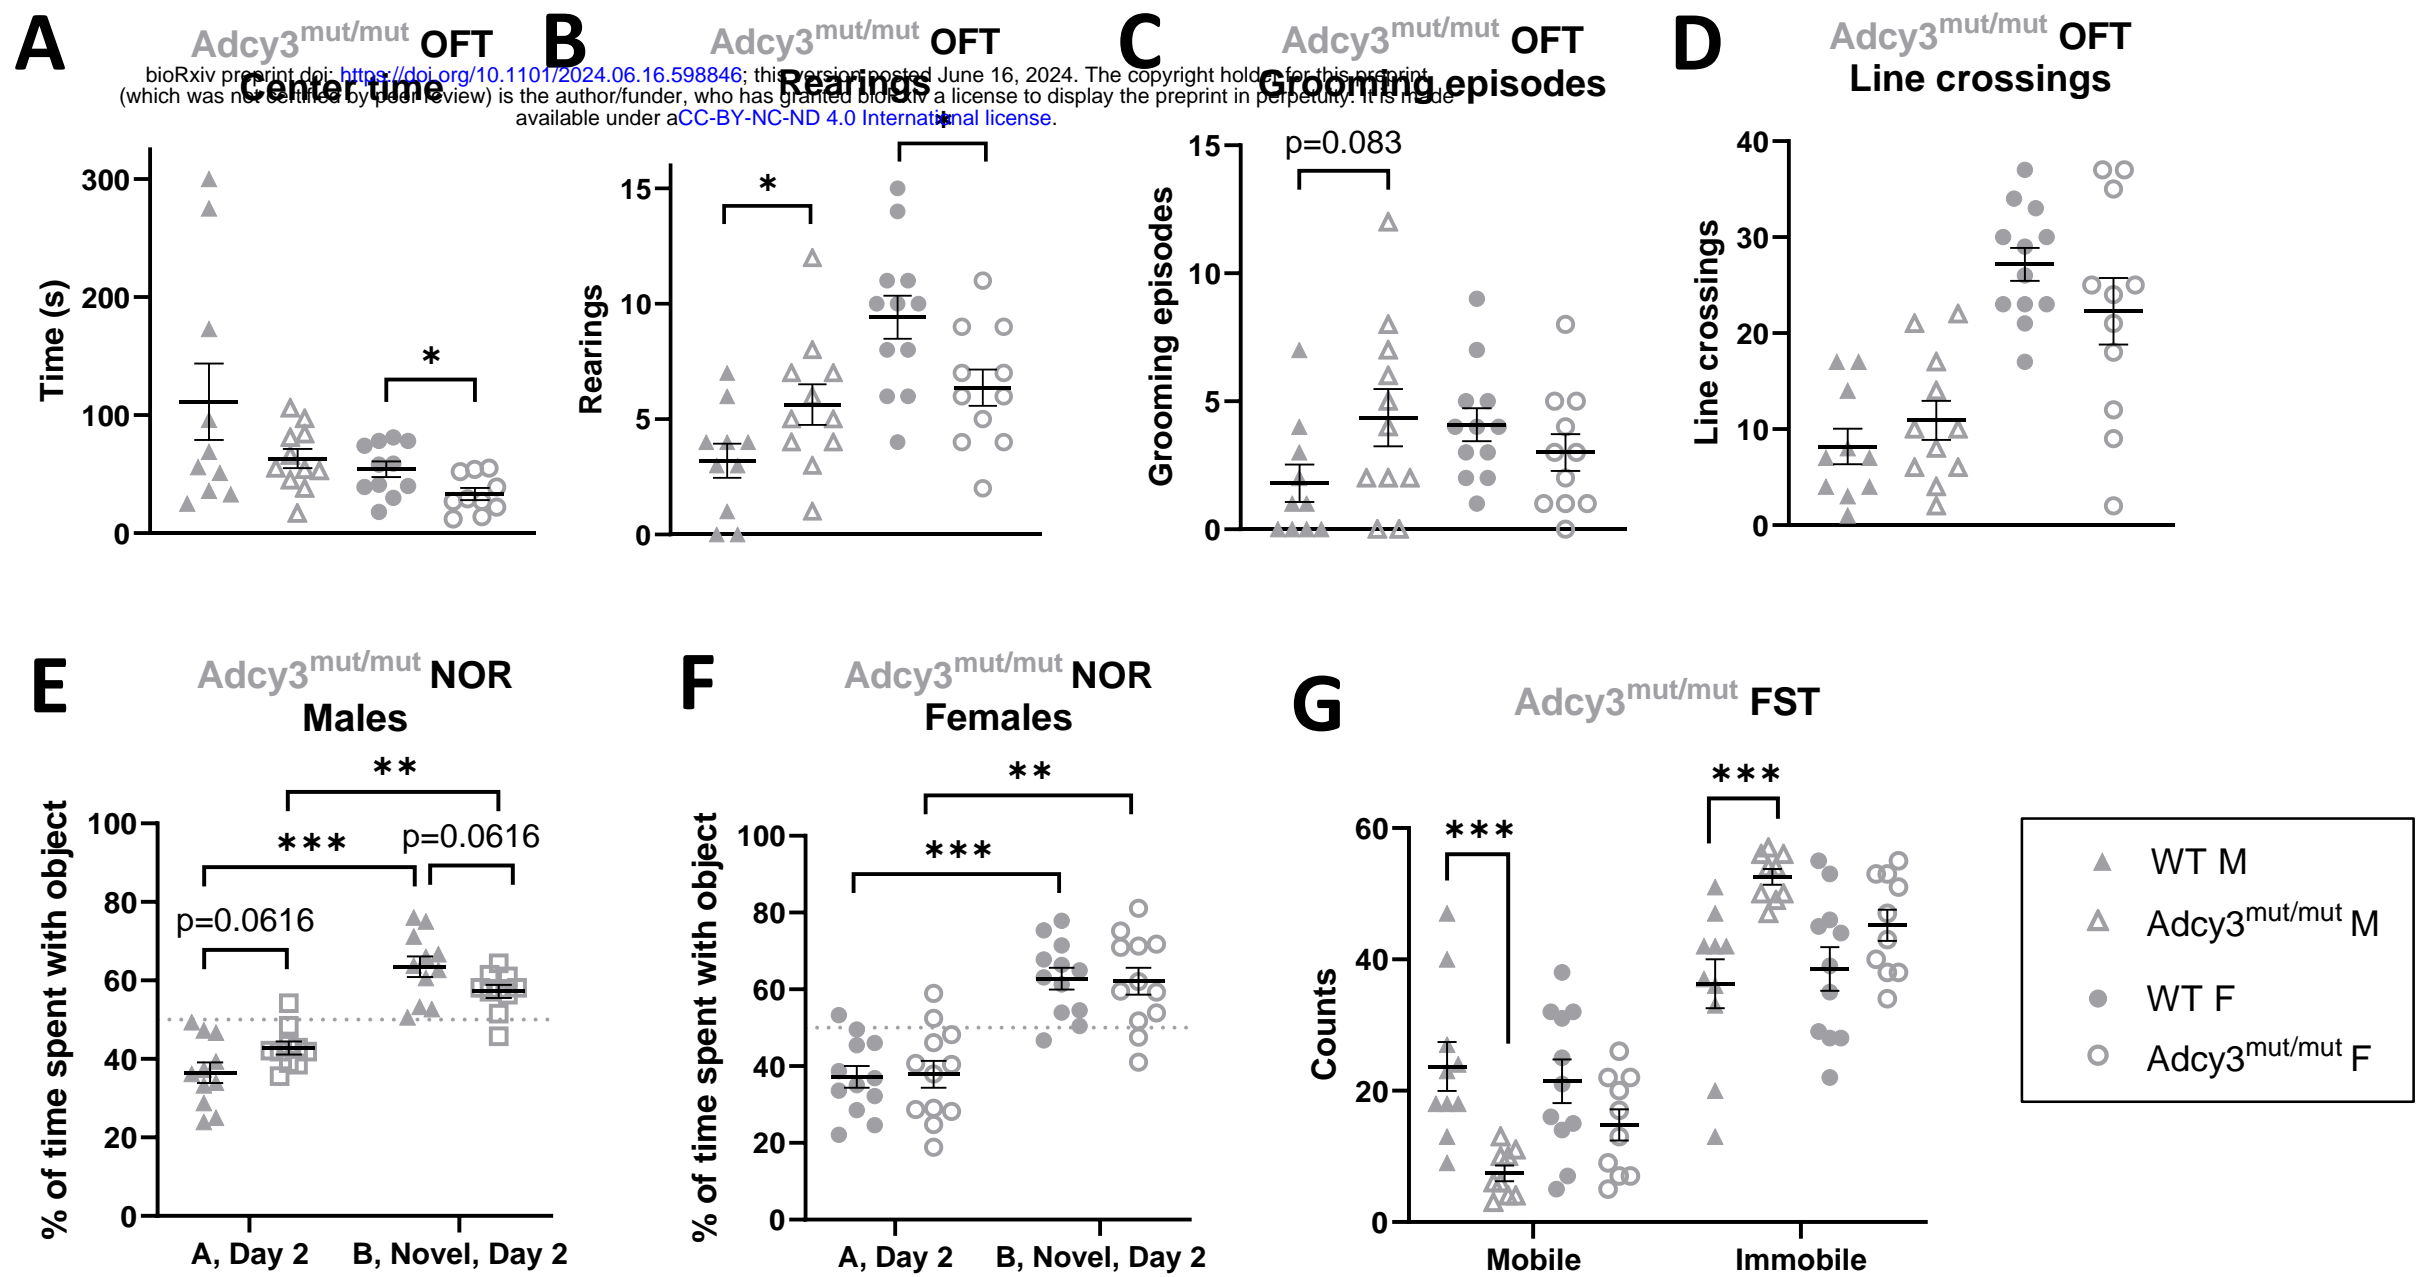 A
Adcy3mut/mut OFT
Center time
Time (s)
300
200
100
0
*
B
Adcy3mut/mut OFT
Rearings
Rearings
15
10
5
0
*
*
C
Adcy3mut/mut OFT
Grooming episodes
Grooming episodes
15
10
5
0
p=0.083
D
Adcy3mut/mut OFT
Line crossings
Line crossings
40
30
20
10
0
bioRxiv preprint doi: https://doi.org/10.1101/2024.06.16.598846; this version posted June 16, 2024. The copyright holder for this preprint
(which was not certified by peer review) is the author/funder, who has granted bioRxiv a license to display the preprint in perpetuity. It is made
available under aCC-BY-NC-ND 4.0 International license.
E
Adcy3mut/mut NOR
Males
% of time spent with object
100
80
60
40
20
0
**
***
p=0.0616
p=0.0616
A, Day 2
B, Novel, Day 2
F
Adcy3mut/mut NOR
Females
% of time spent with object
100
80
60
40
20
0
**
***
A, Day 2
B, Novel, Day 2
G
Adcy3mut/mut FST
Counts
60
40
20
0
***
***
Mobile
Immobile
WT M
Adcy3mut/mut M
WT F
Adcy3mut/mut F